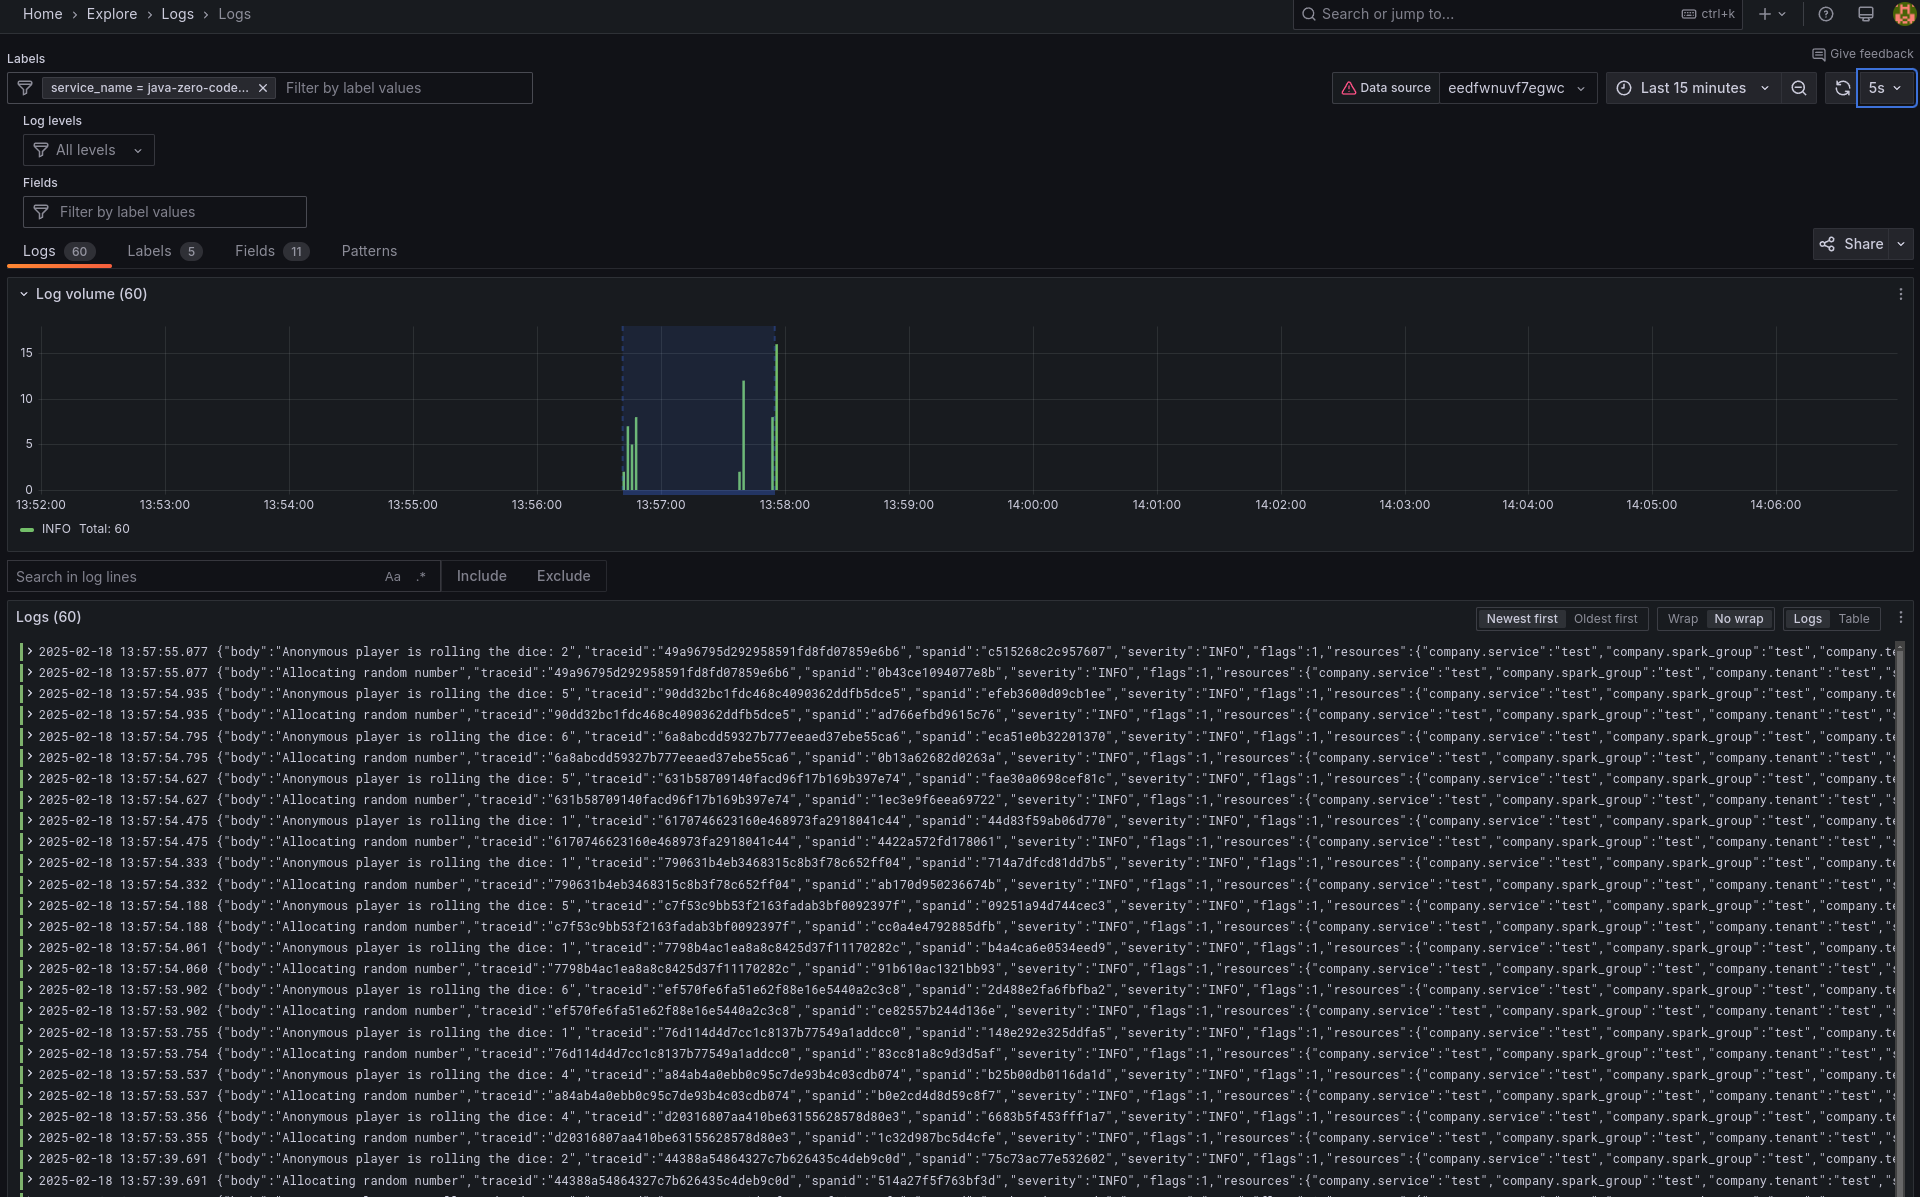 Home › Explore › Logs › Logs
Search or jump to... ctrl+k
Give feedback
Labels
service_name = java-zero-code... Filter by label values
Data source eedfwnuvf7egwc Last 15 minutes 5s
Log levels
All levels
Fields
Filter by label values
Logs 60 Labels 5 Fields 11 Patterns
Share
Log volume (60)
15
10
5
0
13:52:00 13:53:00 13:54:00 13:55:00 13:56:00 13:57:00 13:58:00 13:59:00 14:00:00 14:01:00 14:02:00 14:03:00 14:04:00 14:05:00 14:06:00
INFO Total: 60
Search in log lines Aa .* Include Exclude
Logs (60) Newest first Oldest first Wrap No wrap Logs Table
2025-02-18 13:57:55.077 {"body":"Anonymous player is rolling the dice: 2","traceid":"49a96795d292958591fd8fd07859e6b6","spanid":"c515268c2c957607","severity":"INFO","flags":1,"resources":{"company.service":"test","company.spark_group":"test","company.te
2025-02-18 13:57:55.077 {"body":"Allocating random number","traceid":"49a96795d292958591fd8fd07859e6b6","spanid":"0b43ce1094077e8b","severity":"INFO","flags":1,"resources":{"company.service":"test","company.spark_group":"test","company.tenant":"test","s
2025-02-18 13:57:54.935 {"body":"Anonymous player is rolling the dice: 5","traceid":"90dd32bc1fdc468c4090362ddfb5dce5","spanid":"efeb3600d09cb1ee","severity":"INFO","flags":1,"resources":{"company.service":"test","company.spark_group":"test","company.te
2025-02-18 13:57:54.935 {"body":"Allocating random number","traceid":"90dd32bc1fdc468c4090362ddfb5dce5","spanid":"ad766efbd9615c76","severity":"INFO","flags":1,"resources":{"company.service":"test","company.spark_group":"test","company.tenant":"test","s
2025-02-18 13:57:54.795 {"body":"Anonymous player is rolling the dice: 6","traceid":"6a8abcdd59327b777eeaed37ebe55ca6","spanid":"eca51e0b32201370","severity":"INFO","flags":1,"resources":{"company.service":"test","company.spark_group":"test","company.te
2025-02-18 13:57:54.795 {"body":"Allocating random number","traceid":"6a8abcdd59327b777eeaed37ebe55ca6","spanid":"0b13a62682d0263a","severity":"INFO","flags":1,"resources":{"company.service":"test","company.spark_group":"test","company.tenant":"test","s
2025-02-18 13:57:54.627 {"body":"Anonymous player is rolling the dice: 5","traceid":"631b58709140facd96f17b169b397e74","spanid":"fae30a0698cef81c","severity":"INFO","flags":1,"resources":{"company.service":"test","company.spark_group":"test","company.te
2025-02-18 13:57:54.627 {"body":"Allocating random number","traceid":"631b58709140facd96f17b169b397e74","spanid":"1ec3e9f6eea69722","severity":"INFO","flags":1,"resources":{"company.service":"test","company.spark_group":"test","company.tenant":"test","s
2025-02-18 13:57:54.475 {"body":"Anonymous player is rolling the dice: 1","traceid":"6170746623160e468973fa2918041c44","spanid":"44d83f59ab06d770","severity":"INFO","flags":1,"resources":{"company.service":"test","company.spark_group":"test","company.te
2025-02-18 13:57:54.475 {"body":"Allocating random number","traceid":"6170746623160e468973fa2918041c44","spanid":"4422a572fd178061","severity":"INFO","flags":1,"resources":{"company.service":"test","company.spark_group":"test","company.tenant":"test","s
2025-02-18 13:57:54.333 {"body":"Anonymous player is rolling the dice: 1","traceid":"790631b4eb3468315c8b3f78c652ff04","spanid":"714a7dfcd81dd7b5","severity":"INFO","flags":1,"resources":{"company.service":"test","company.spark_group":"test","company.te
2025-02-18 13:57:54.332 {"body":"Allocating random number","traceid":"790631b4eb3468315c8b3f78c652ff04","spanid":"ab170d950236674b","severity":"INFO","flags":1,"resources":{"company.service":"test","company.spark_group":"test","company.tenant":"test","s
2025-02-18 13:57:54.188 {"body":"Anonymous player is rolling the dice: 5","traceid":"c7f53c9bb53f2163fadab3bf0092397f","spanid":"09251a94d744cec3","severity":"INFO","flags":1,"resources":{"company.service":"test","company.spark_group":"test","company.te
2025-02-18 13:57:54.188 {"body":"Allocating random number","traceid":"c7f53c9bb53f2163fadab3bf0092397f","spanid":"cc0a4e4792885dfb","severity":"INFO","flags":1,"resources":{"company.service":"test","company.spark_group":"test","company.tenant":"test","s
2025-02-18 13:57:54.061 {"body":"Anonymous player is rolling the dice: 1","traceid":"7798b4ac1ea8a8c8425d37f11170282c","spanid":"b4a4ca6e0534eed9","severity":"INFO","flags":1,"resources":{"company.service":"test","company.spark_group":"test","company.te
2025-02-18 13:57:54.060 {"body":"Allocating random number","traceid":"7798b4ac1ea8a8c8425d37f11170282c","spanid":"91b610ac1321bb93","severity":"INFO","flags":1,"resources":{"company.service":"test","company.spark_group":"test","company.tenant":"test","s
2025-02-18 13:57:53.902 {"body":"Anonymous player is rolling the dice: 6","traceid":"ef570fe6fa51e62f88e16e5440a2c3c8","spanid":"2d488e2fa6fbfba2","severity":"INFO","flags":1,"resources":{"company.service":"test","company.spark_group":"test","company.te
2025-02-18 13:57:53.902 {"body":"Allocating random number","traceid":"ef570fe6fa51e62f88e16e5440a2c3c8","spanid":"ce82557b244d136e","severity":"INFO","flags":1,"resources":{"company.service":"test","company.spark_group":"test","company.tenant":"test","s
2025-02-18 13:57:53.755 {"body":"Anonymous player is rolling the dice: 1","traceid":"76d114d4d7cc1c8137b77549a1addcc0","spanid":"148e292e325ddfa5","severity":"INFO","flags":1,"resources":{"company.service":"test","company.spark_group":"test","company.te
2025-02-18 13:57:53.754 {"body":"Allocating random number","traceid":"76d114d4d7cc1c8137b77549a1addcc0","spanid":"83cc81a8c9d3d5af","severity":"INFO","flags":1,"resources":{"company.service":"test","company.spark_group":"test","company.tenant":"test","s
2025-02-18 13:57:53.537 {"body":"Anonymous player is rolling the dice: 4","traceid":"a84ab4a0ebb0c95c7de93b4c03cdb074","spanid":"b25b00db0116da1d","severity":"INFO","flags":1,"resources":{"company.service":"test","company.spark_group":"test","company.te
2025-02-18 13:57:53.537 {"body":"Allocating random number","traceid":"a84ab4a0ebb0c95c7de93b4c03cdb074","spanid":"b0e2cd4d8d59c8f7","severity":"INFO","flags":1,"resources":{"company.service":"test","company.spark_group":"test","company.tenant":"test","s
2025-02-18 13:57:53.356 {"body":"Anonymous player is rolling the dice: 4","traceid":"d20316807aa410be63155628578d80e3","spanid":"6683b5f453fff1a7","severity":"INFO","flags":1,"resources":{"company.service":"test","company.spark_group":"test","company.te
2025-02-18 13:57:53.355 {"body":"Allocating random number","traceid":"d20316807aa410be63155628578d80e3","spanid":"1c32d987bc5d4cfe","severity":"INFO","flags":1,"resources":{"company.service":"test","company.spark_group":"test","company.tenant":"test","s
2025-02-18 13:57:39.691 {"body":"Anonymous player is rolling the dice: 2","traceid":"44388a54864327c7b626435c4deb9c0d","spanid":"75c73ac77e532602","severity":"INFO","flags":1,"resources":{"company.service":"test","company.spark_group":"test","company.te
2025-02-18 13:57:39.691 {"body":"Allocating random number","traceid":"44388a54864327c7b626435c4deb9c0d","spanid":"514a27f5f763bf3d","severity":"INFO","flags":1,"resources":{"company.service":"test","company.spark_group":"test","company.tenant":"test","s